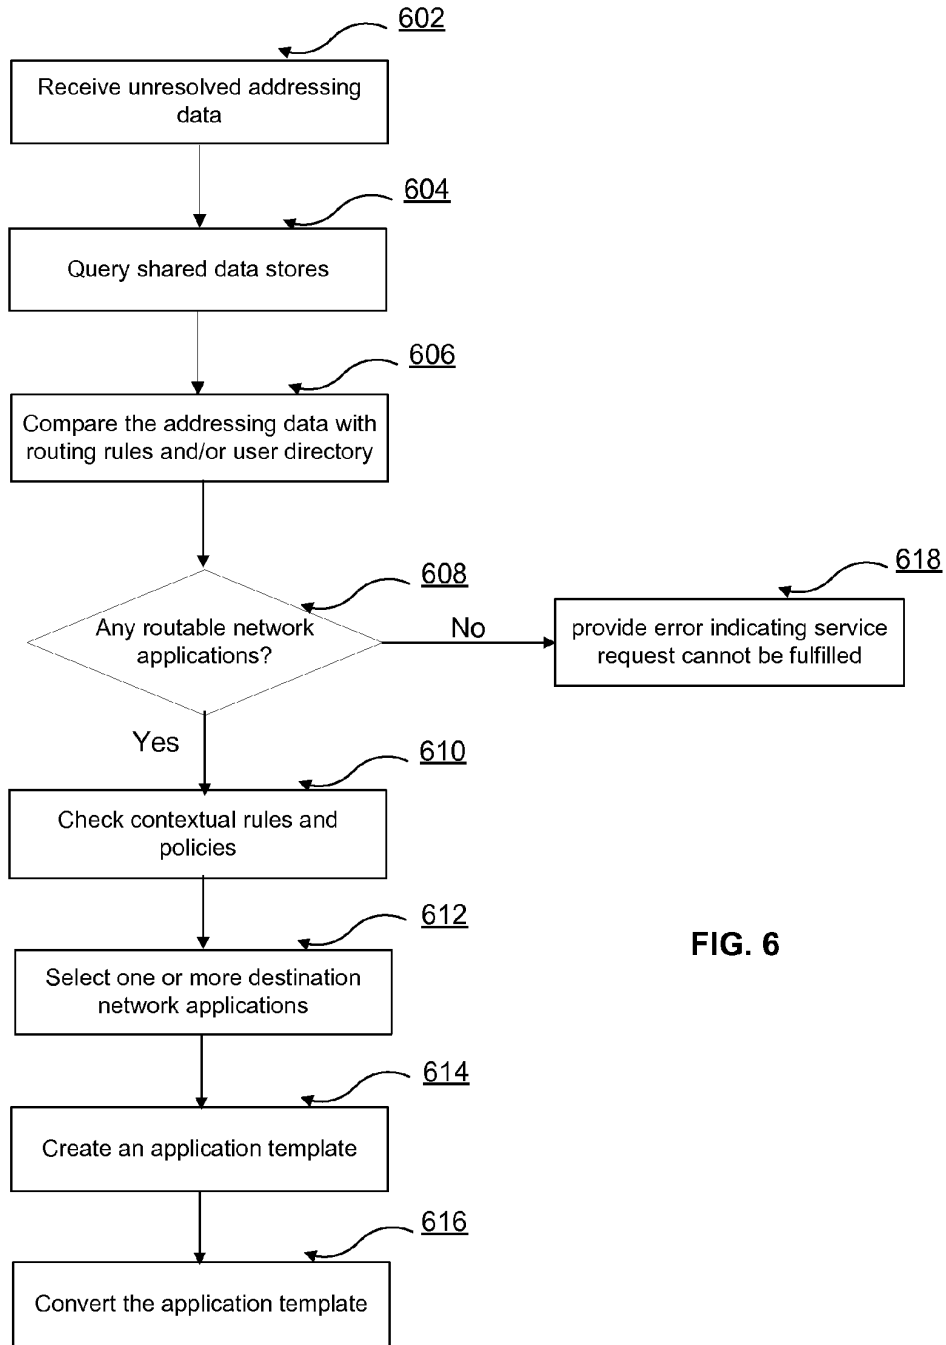 602
Receive unresolved addressing
data
604
Query shared data stores
606
Compare the addressing data with
routing rules and/or user directory
608
Any routable network
applications?
No
618
provide error indicating service
request cannot be fulfilled
Yes
610
Check contextual rules and
policies
612
Select one or more destination
network applications
FIG. 6
614
Create an application template
616
Convert the application template